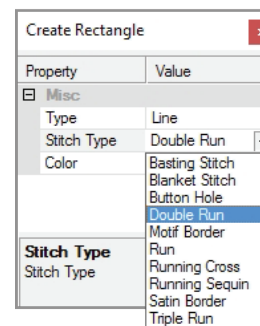 Create Rectangle
Property Value
Misc
Type Line
Stitch Type Double Run
Color Basting Stitch
Blanket Stitch
Button Hole
Double Run
Motif Border
Run
Running Cross
Running Sequin
Satin Border
Triple Run
Stitch Type
Stitch Type